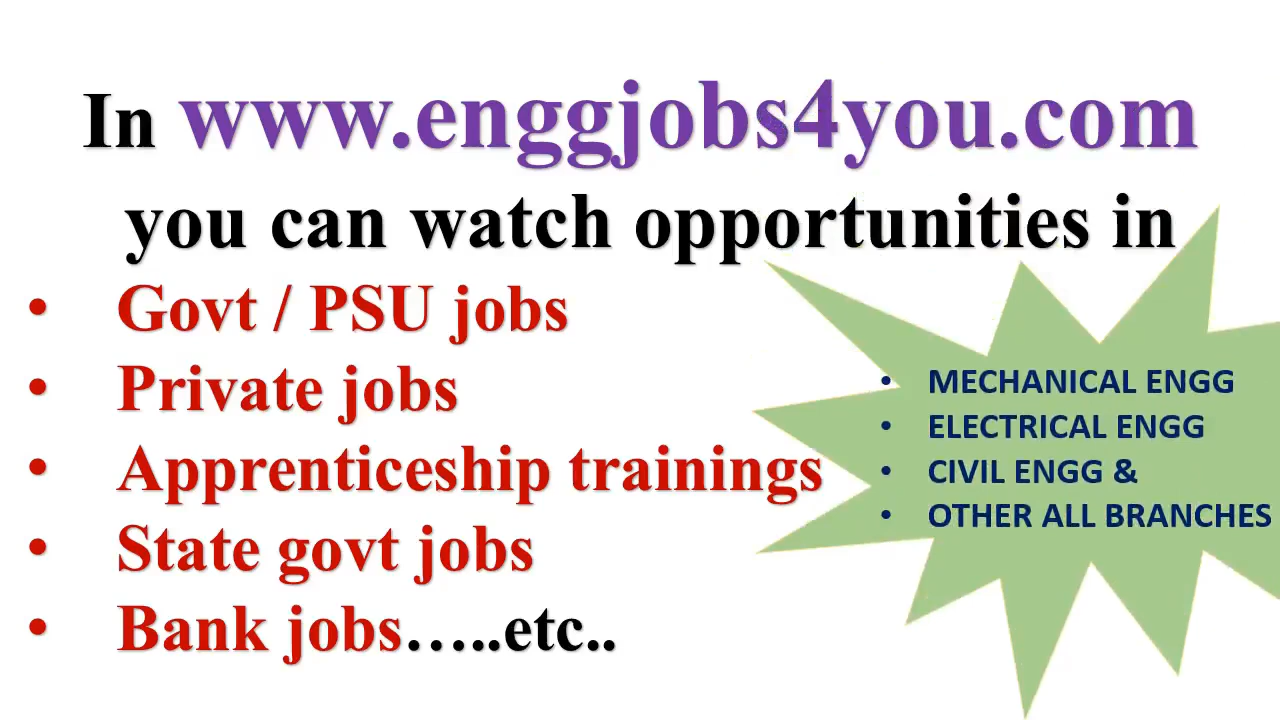 In www.enggjobs4you.com
you can watch opportunities in
• Govt / PSU jobs
• Private jobs
• Apprenticeship trainings
• State govt jobs
• Bank jobs…..etc..
• MECHANICAL ENGG
• ELECTRICAL ENGG
• CIVIL ENGG &
• OTHER ALL BRANCHES